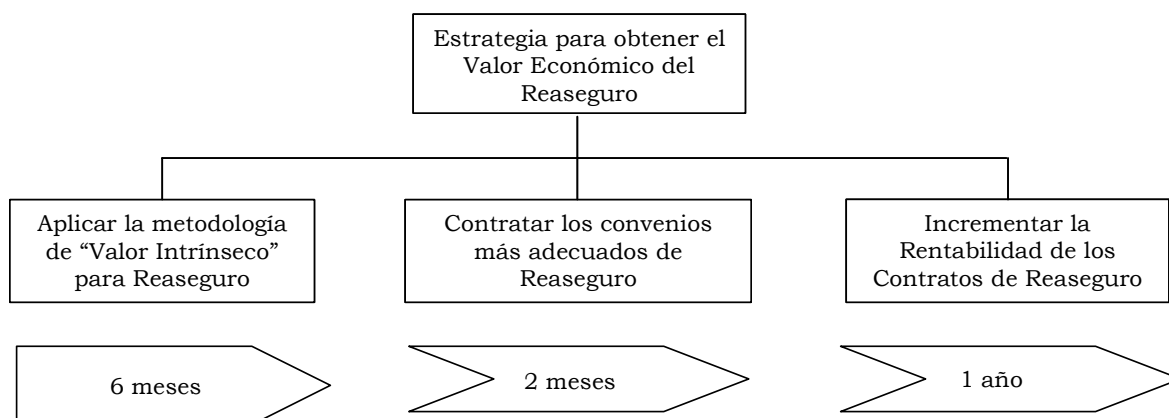 Estrategia para obtener el
Valor Económico del
Reaseguro
Aplicar la metodología
de “Valor Intrínseco”
para Reaseguro
Contratar los convenios
más adecuados de
Reaseguro
Incrementar la
Rentabilidad de los
Contratos de Reaseguro
6 meses
2 meses
1 año